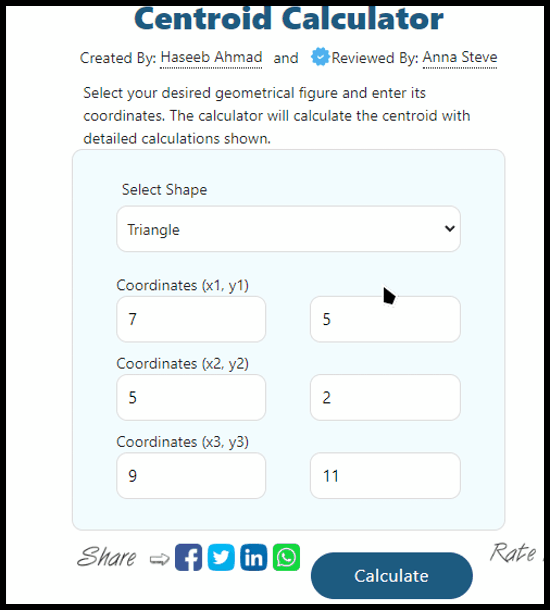 Centroid Calculator
Created By: Haseeb Ahmad and Reviewed By: Anna Steve
Select your desired geometrical figure and enter its
coordinates. The calculator will calculate the centroid with
detailed calculations shown.
Select Shape
Triangle
Coordinates (x1, y1)
7 5
Coordinates (x2, y2)
5 2
Coordinates (x3, y3)
9 11
Share Rate
Calculate